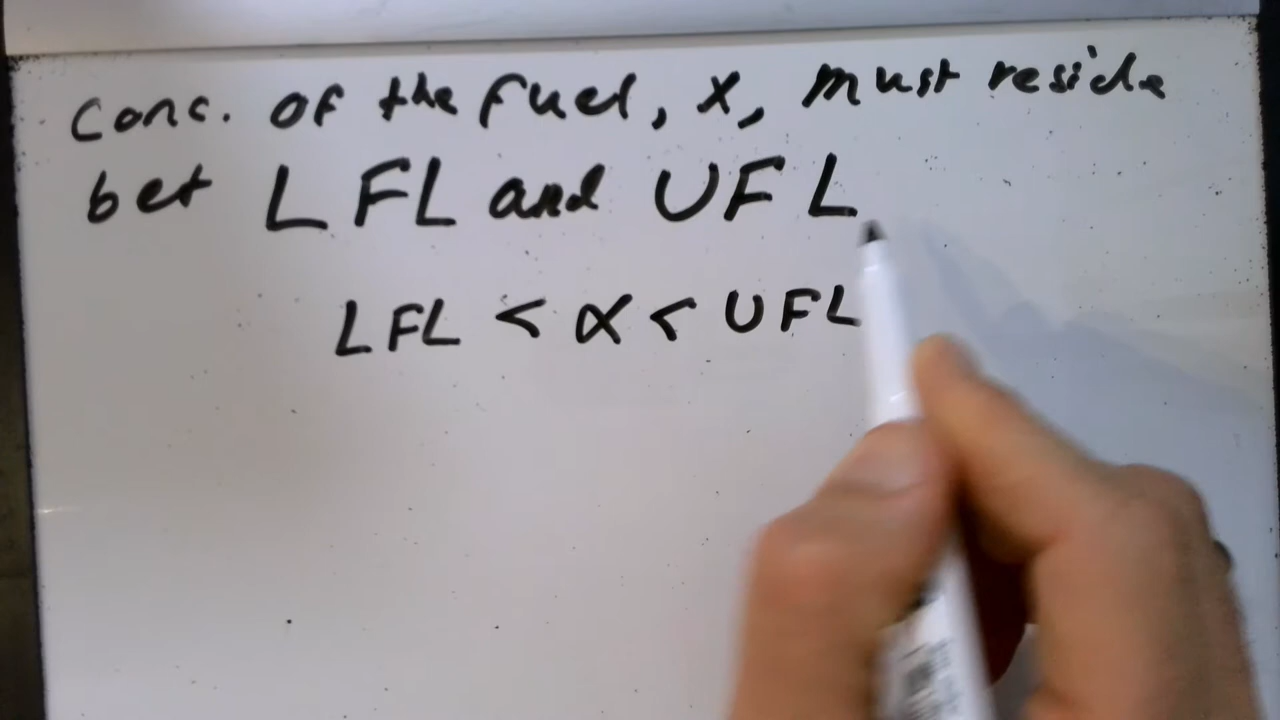 conc. of the fuel, x, must reside
bet LFL and UFL
LFL < x < UFL